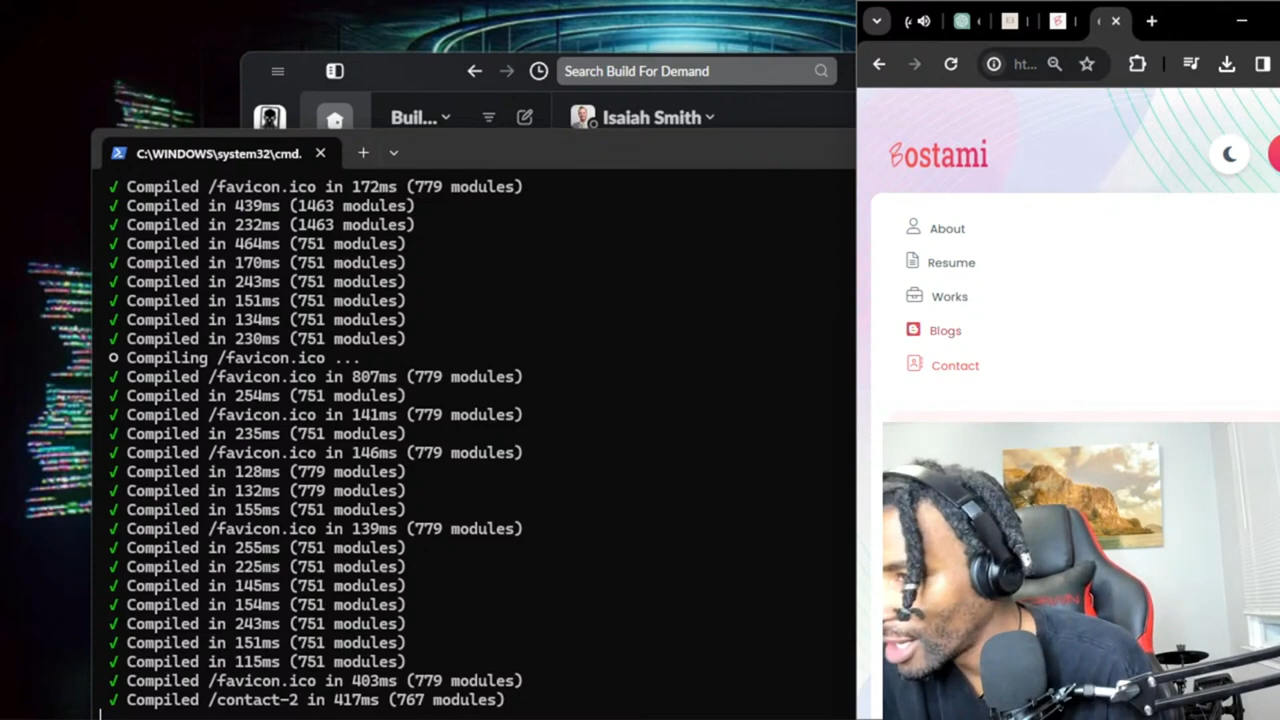 Search Build For Demand
ht...
Buil...
Isaiah Smith
C:\WINDOWS\system32\cmd.
✓ Compiled /favicon.ico in 172ms (779 modules)
✓ Compiled in 439ms (1463 modules)
✓ Compiled in 232ms (1463 modules)
✓ Compiled in 464ms (751 modules)
✓ Compiled in 170ms (751 modules)
✓ Compiled in 243ms (751 modules)
✓ Compiled in 151ms (751 modules)
✓ Compiled in 134ms (751 modules)
✓ Compiled in 230ms (751 modules)
○ Compiling /favicon.ico ...
✓ Compiled /favicon.ico in 807ms (779 modules)
✓ Compiled in 254ms (751 modules)
✓ Compiled /favicon.ico in 141ms (779 modules)
✓ Compiled in 235ms (751 modules)
✓ Compiled /favicon.ico in 146ms (779 modules)
✓ Compiled in 128ms (779 modules)
✓ Compiled in 132ms (779 modules)
✓ Compiled in 155ms (751 modules)
✓ Compiled /favicon.ico in 139ms (779 modules)
✓ Compiled in 255ms (751 modules)
✓ Compiled in 225ms (751 modules)
✓ Compiled in 145ms (751 modules)
✓ Compiled in 154ms (751 modules)
✓ Compiled in 243ms (751 modules)
✓ Compiled in 151ms (751 modules)
✓ Compiled in 115ms (751 modules)
✓ Compiled /favicon.ico in 403ms (779 modules)
✓ Compiled /contact-2 in 417ms (767 modules)
Bostami
About
Resume
Works
Blogs
Contact